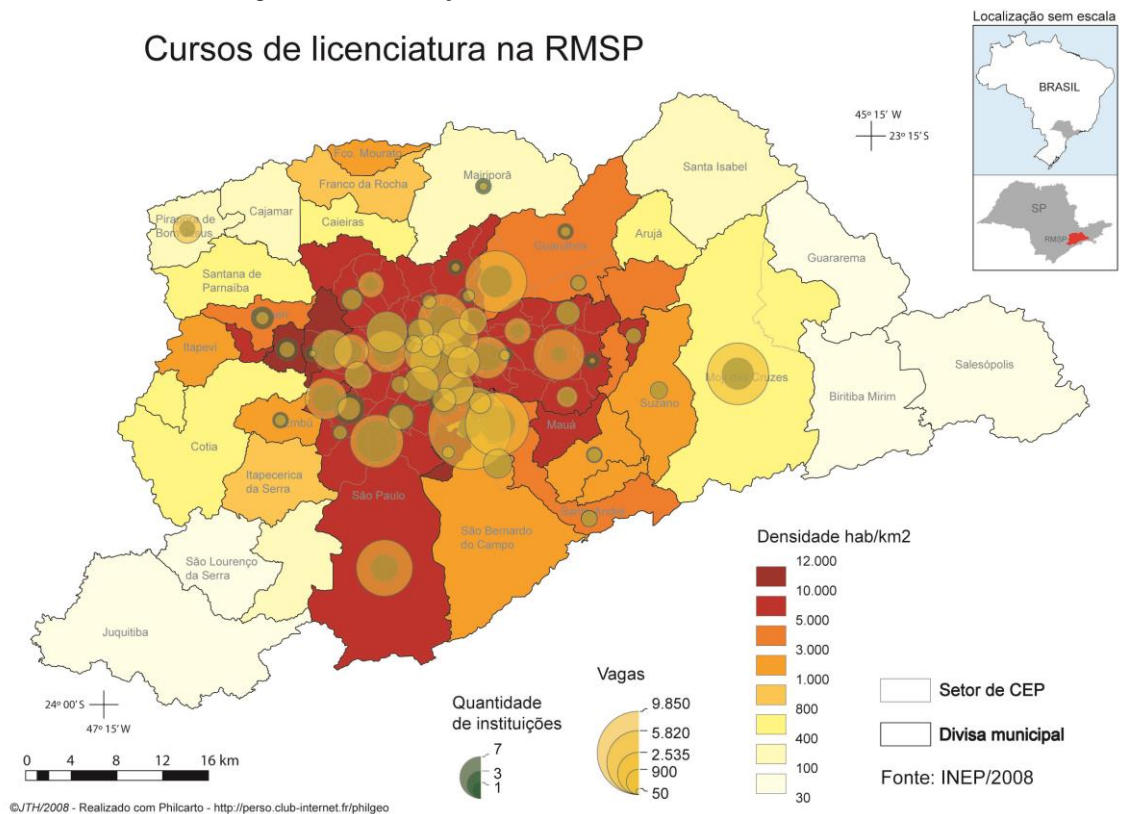 Cursos de licenciatura na RMSP
Localização sem escala
BRASIL
SP
RMSP
45º 15' W
23º 15' S
Fco. Morato
Franco da Rocha
Mairiporã
Santa Isabel
Cajamar
Caieiras
Guarulhos
Arujá
Guararema
Santana de
Parnaíba
Itapevi
Salesópolis
Biritiba Mirim
Suzano
Mauá
Cotia
Itapecerica
da Serra
São Paulo
São Bernardo
do Campo
São Lourenço
da Serra
Juquitiba
24º 00' S
47º 15' W
0 4 8 12 16 km
Quantidade
de instituições
7
3
1
Vagas
9.850
5.820
2.535
900
50
Densidade hab/km2
12.000
10.000
5.000
3.000
1.000
800
400
100
30
Setor de CEP
Divisa municipal
Fonte: INEP/2008
©JTH/2008 - Realizado com Philcarto - http://perso.club-internet.fr/philgeo